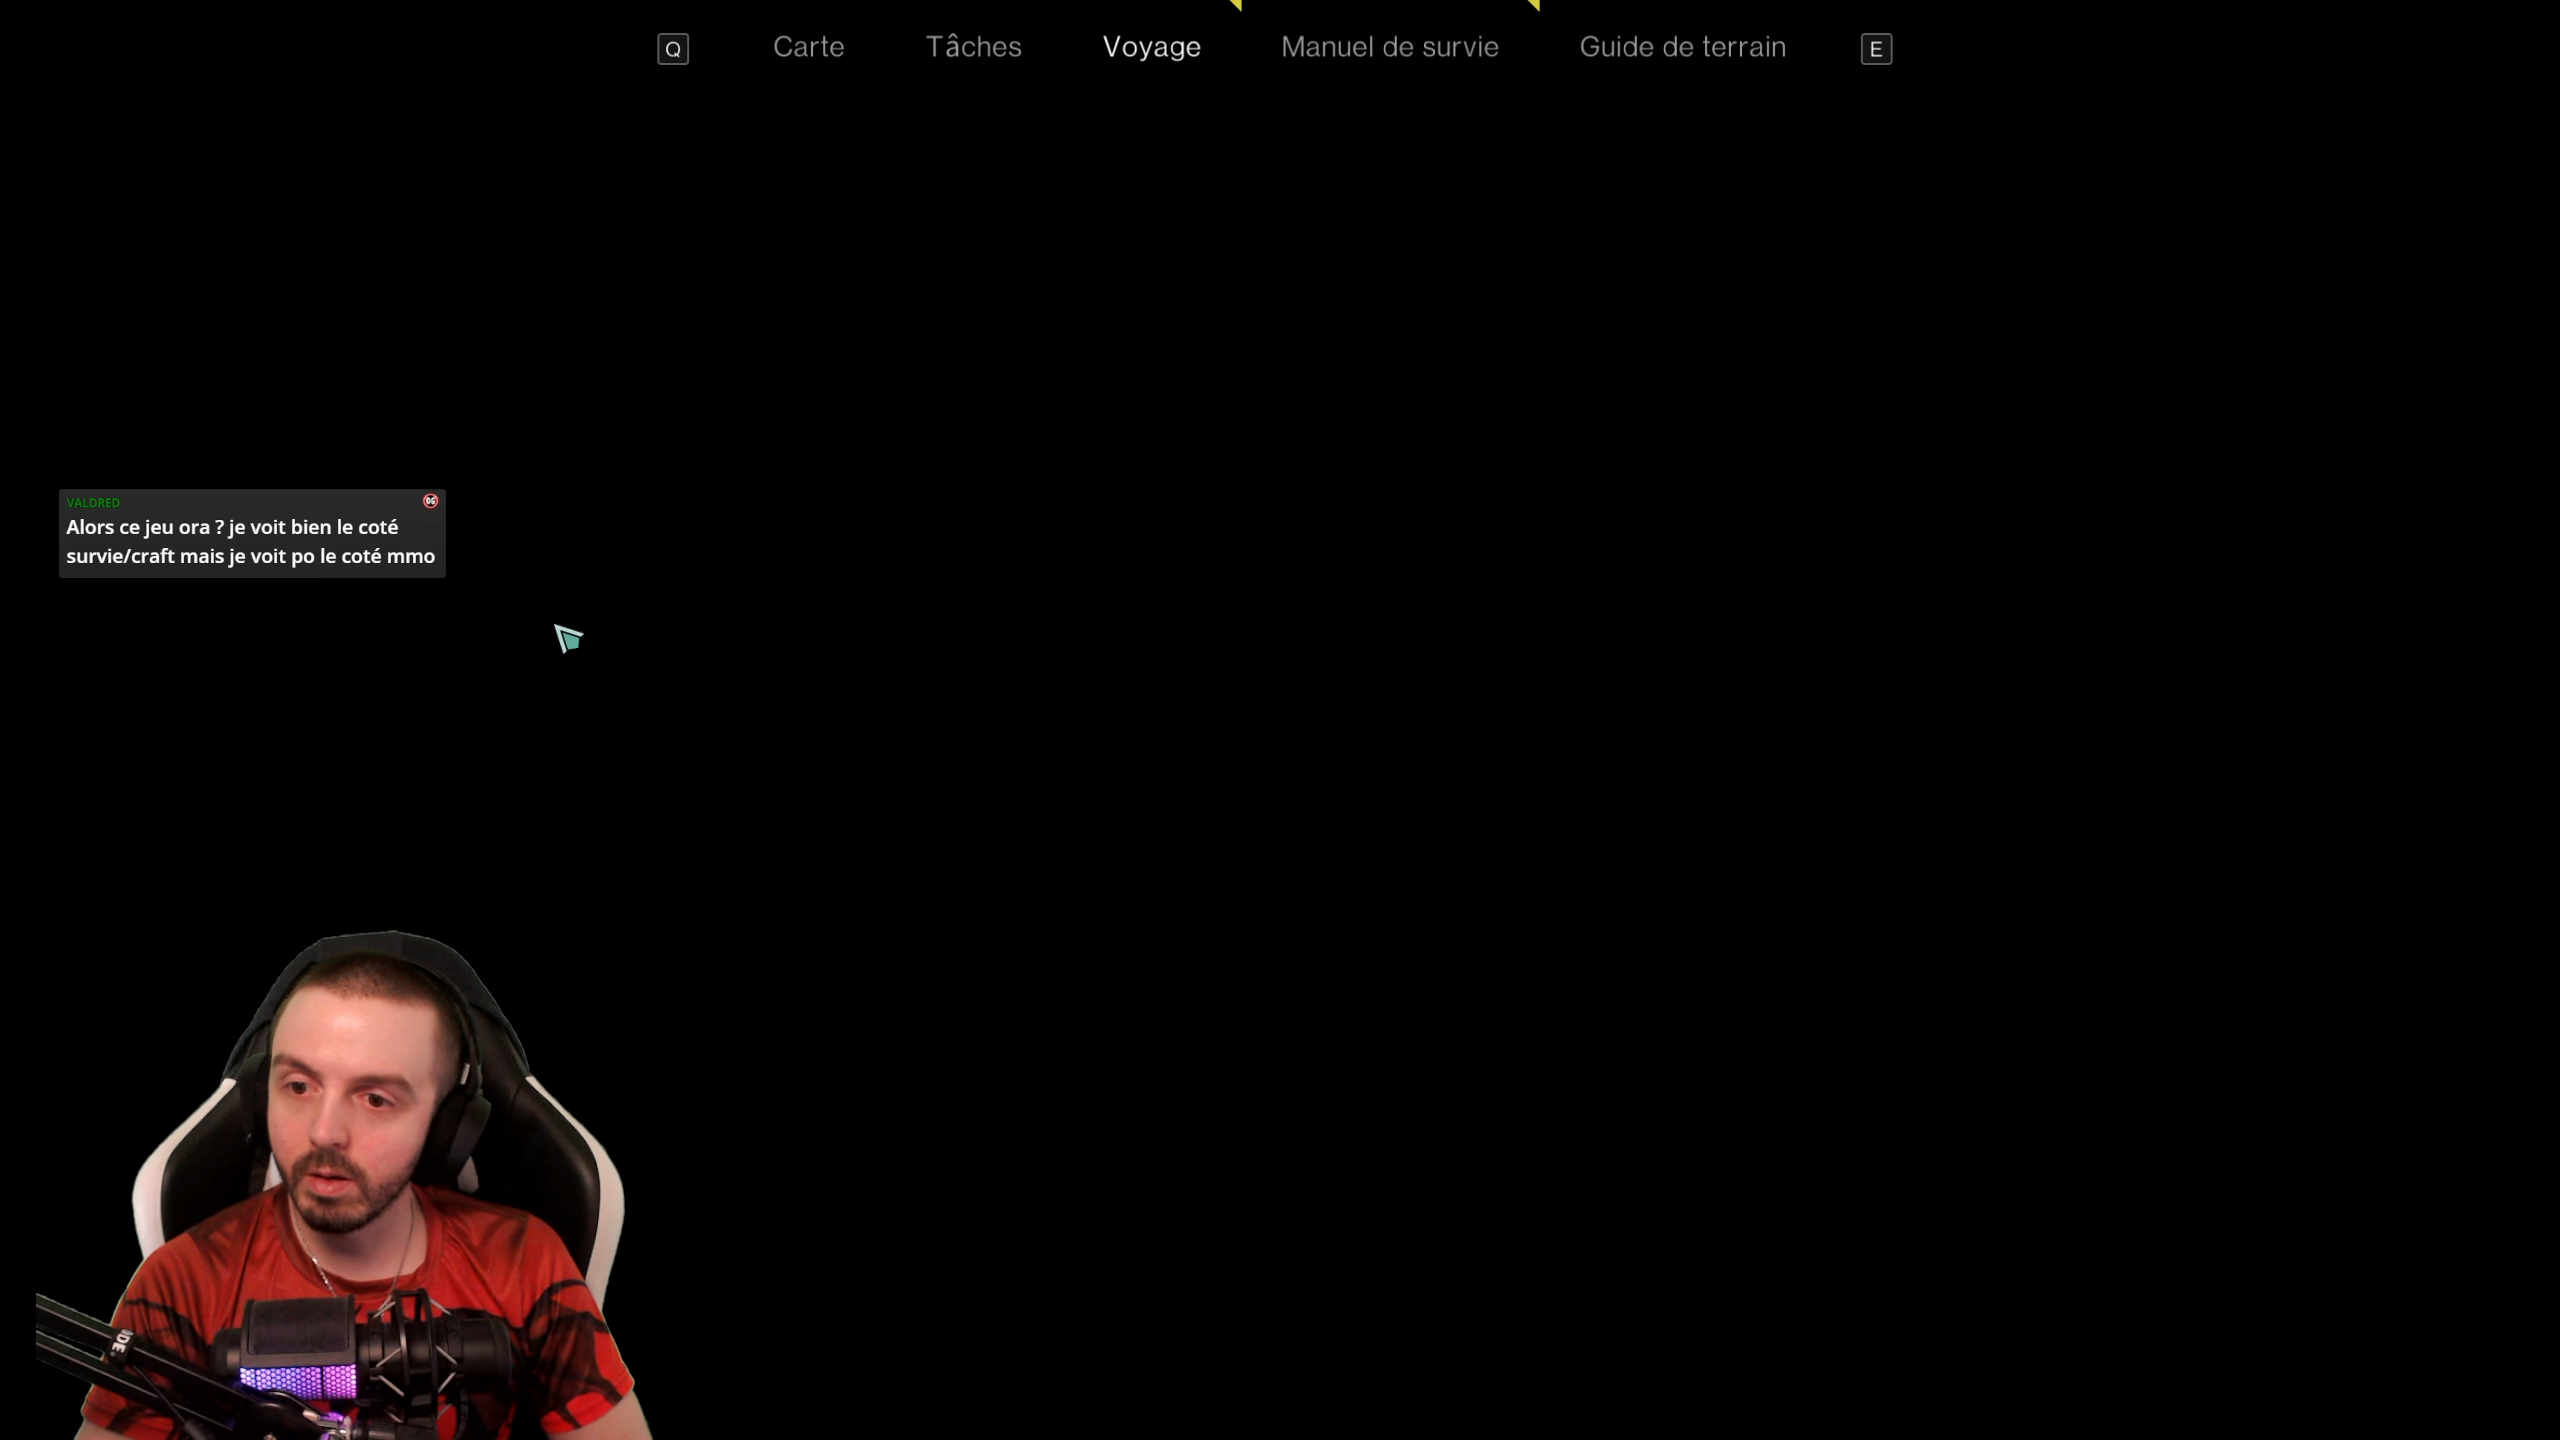 Q Carte Tâches Voyage Manuel de survie Guide de terrain E
VALDRED
Alors ce jeu ora ? je voit bien le coté
survie/craft mais je voit po le coté mmo